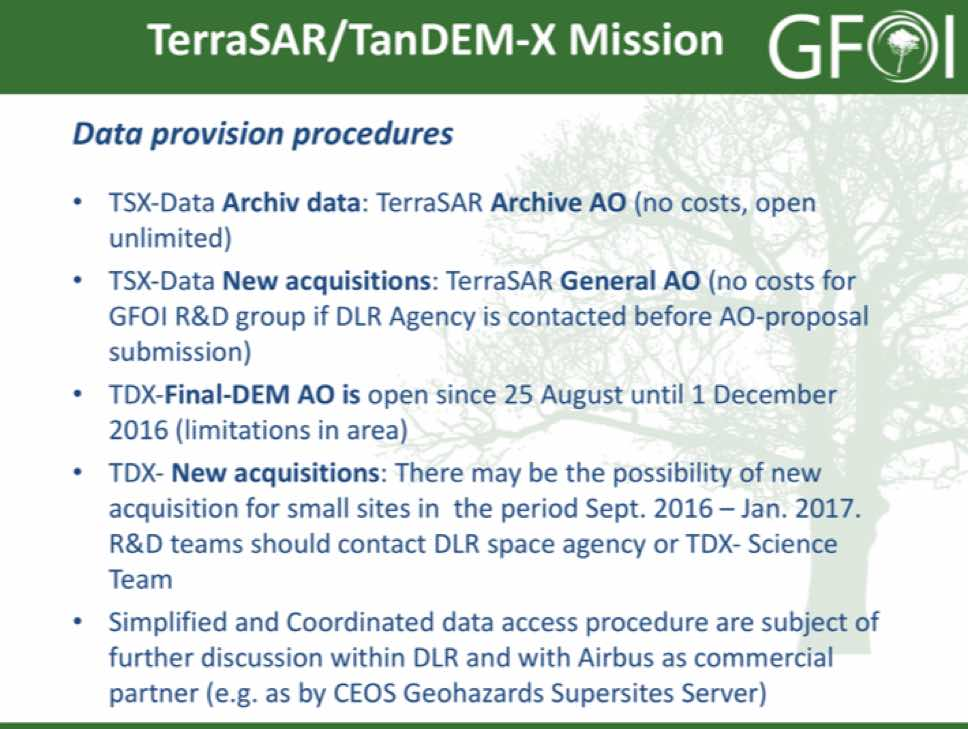 TerraSAR/TanDEM-X Mission
GFOI
Data provision procedures
• TSX-Data Archiv data: TerraSAR Archive AO (no costs, open
unlimited)
• TSX-Data New acquisitions: TerraSAR General AO (no costs for
GFOI R&D group if DLR Agency is contacted before AO-proposal
submission)
• TDX-Final-DEM AO is open since 25 August until 1 December
2016 (limitations in area)
• TDX- New acquisitions: There may be the possibility of new
acquisition for small sites in  the period Sept. 2016 – Jan. 2017.
R&D teams should contact DLR space agency or TDX- Science
Team
• Simplified and Coordinated data access procedure are subject of
further discussion within DLR and with Airbus as commercial
partner (e.g. as by CEOS Geohazards Supersites Server)